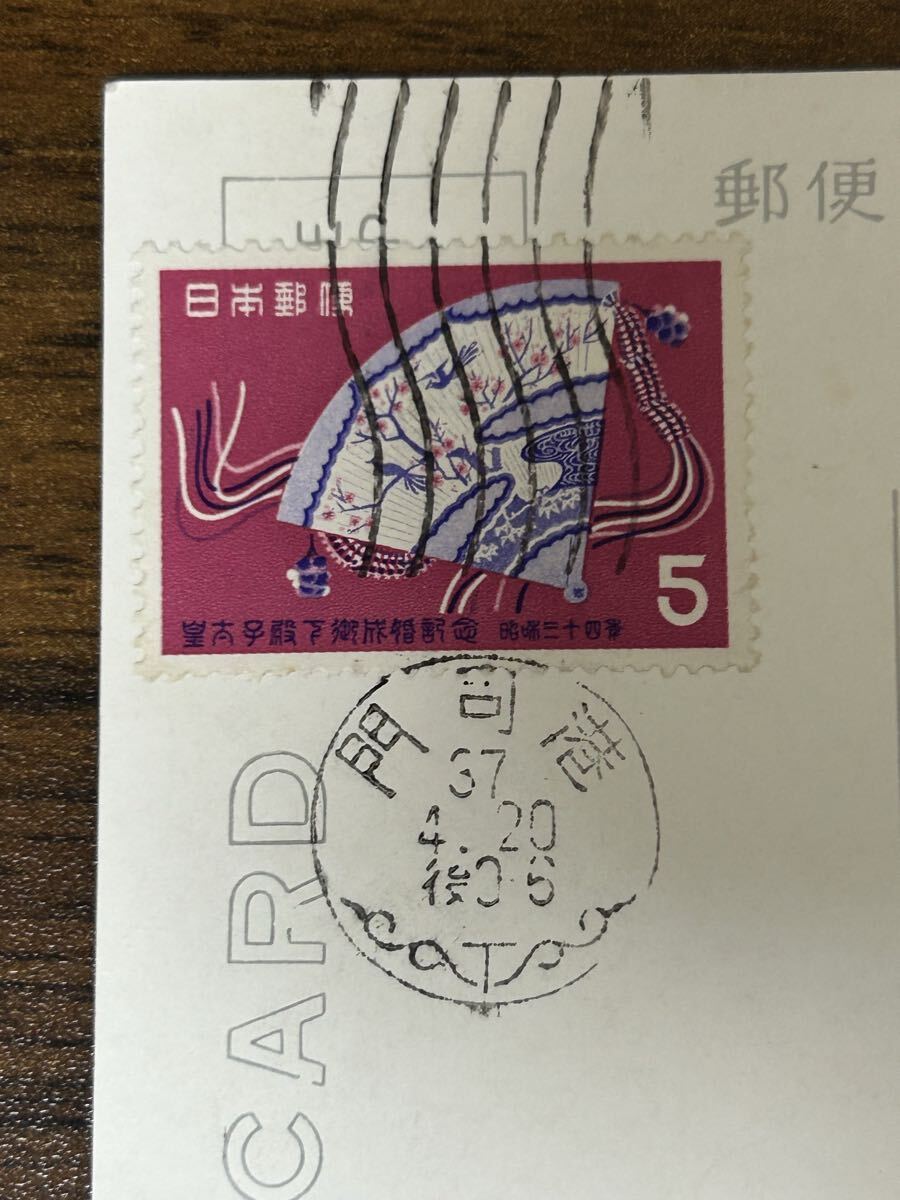 郵便
日本郵便
5
皇太子殿下御成婚記念 昭和三十四年
門司港
37
4. 20
後0-6
CARD